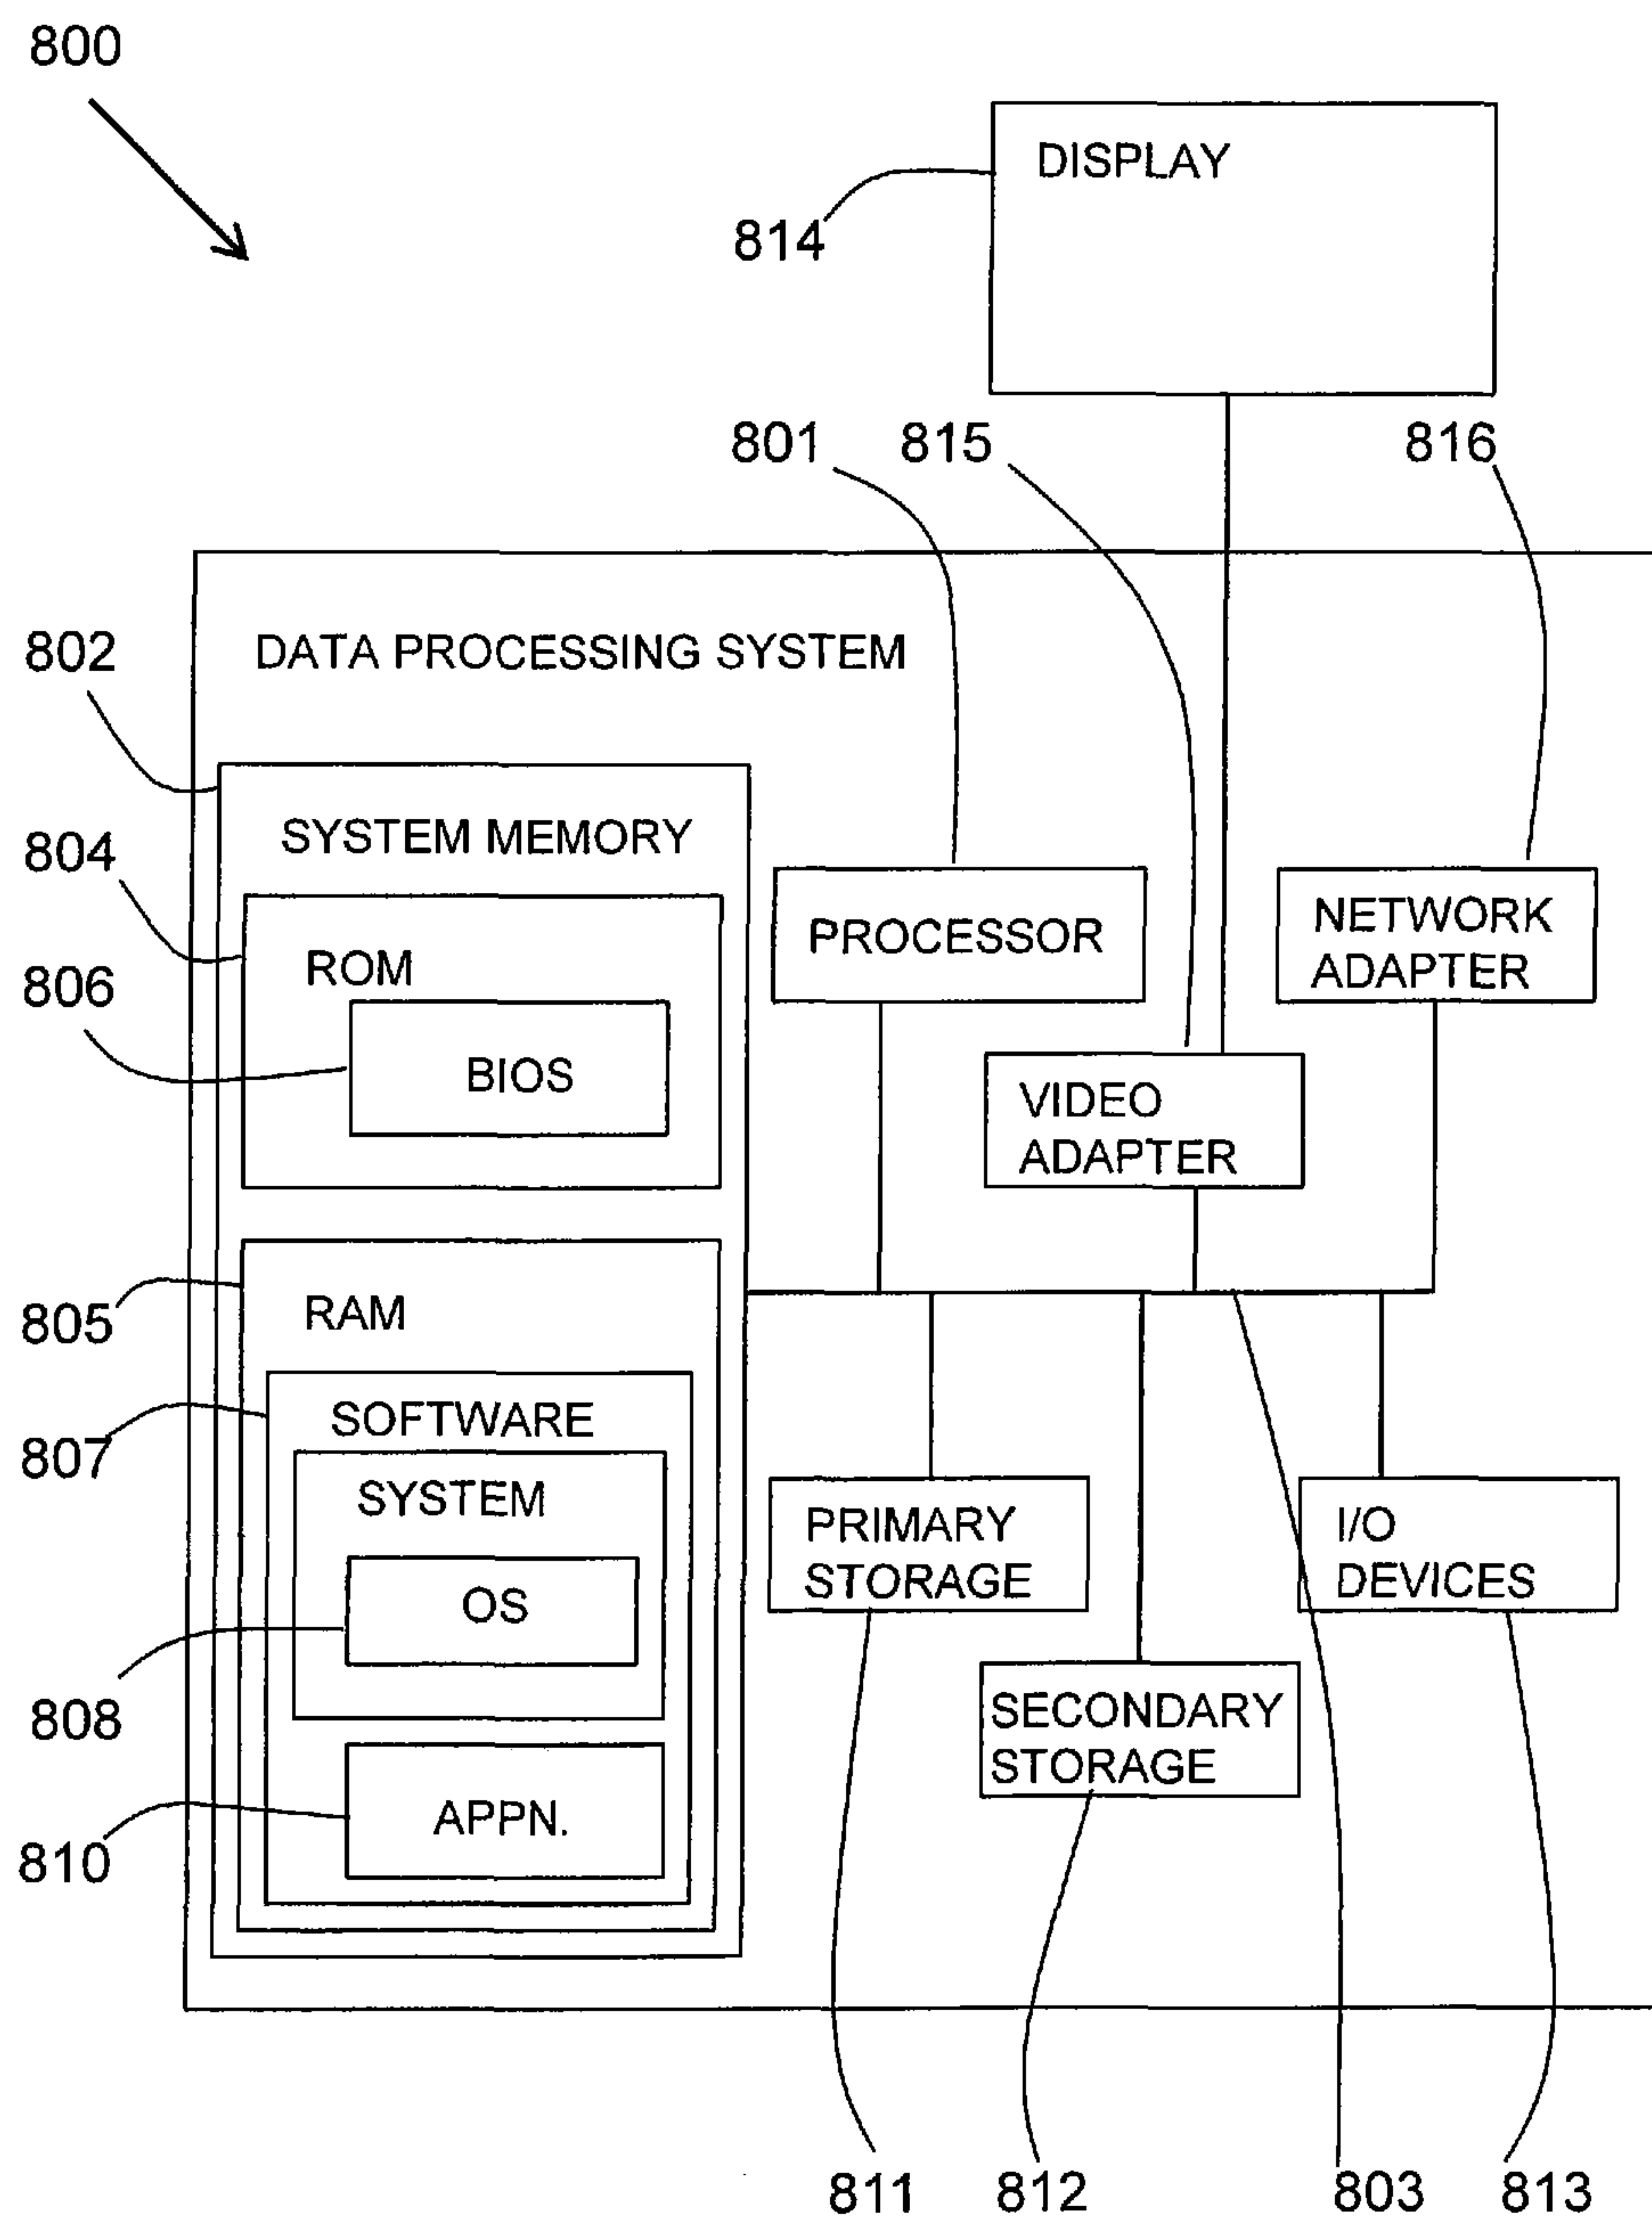 800
DISPLAY
814
801
815
816
DATA PROCESSING SYSTEM
802
SYSTEM MEMORY
804
ROM
PROCESSOR
NETWORK
ADAPTER
806
BIOS
VIDEO
ADAPTER
805
RAM
807
SOFTWARE
SYSTEM
PRIMARY
STORAGE
I/O
DEVICES
OS
808
SECONDARY
STORAGE
810
APPN.
811
812
803
813